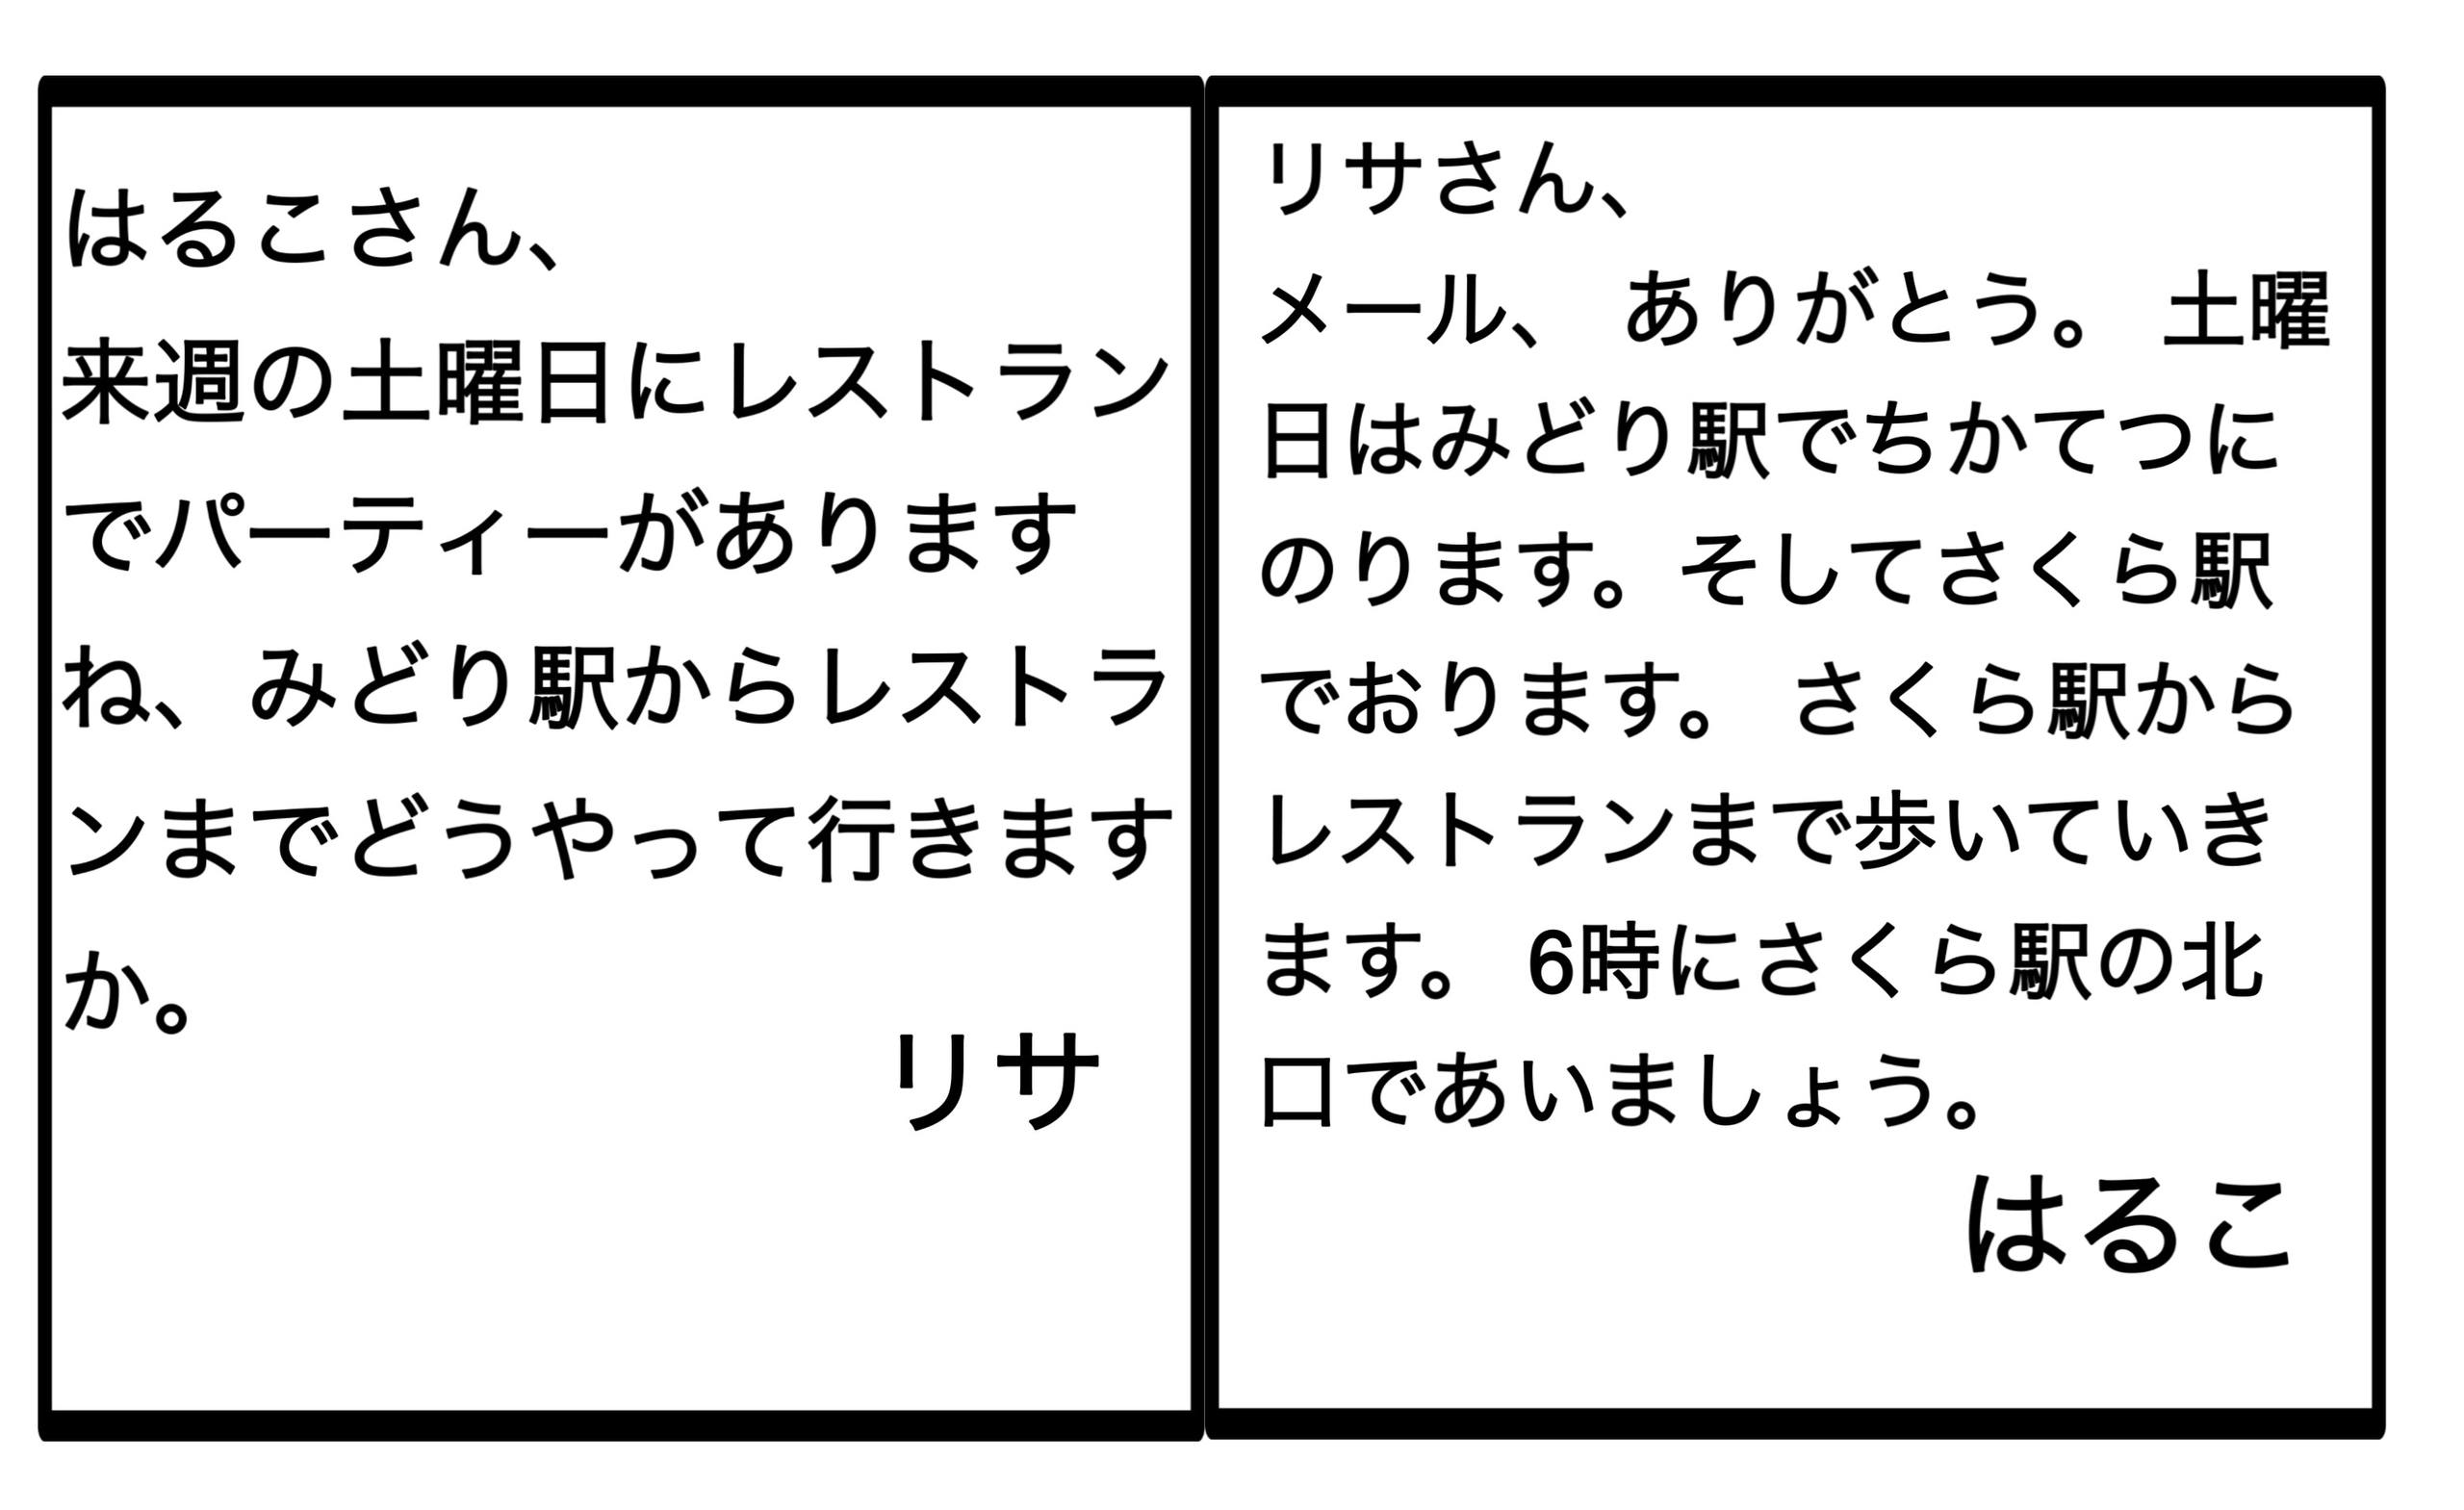 はるこさん、
来週の土曜日にレストラン
でパーティーがあります
ね、 みどり駅からレストラ
ンまでどうやって行きます
か。
リサ
リサさん、
メール、 ありがとう。 土曜
日はみどり駅でちかてつに
のります。そしてさくら駅
でおります。 さくら駅から
レストランまで歩いていき
ます。 6時にさくら駅の北
口であいましょう。
はるこ